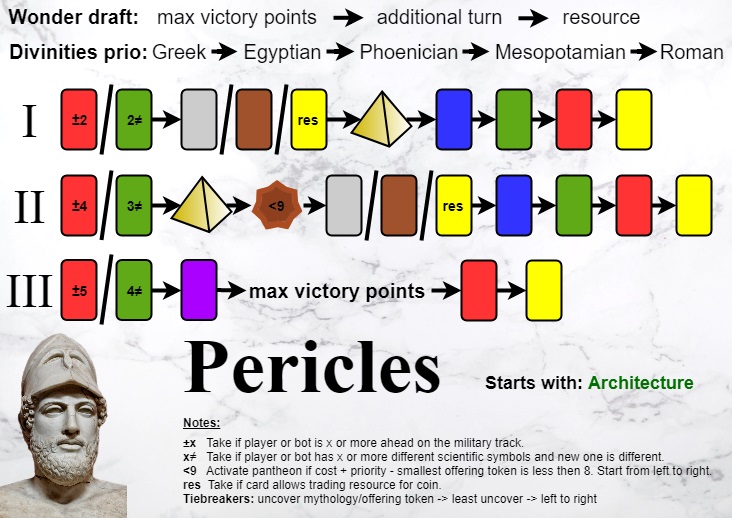 Wonder draft: max victory points additional turn resource
Divinities prio: Greek Egyptian Phoenician Mesopotamian Roman
I ±2 2≠ res
II ±4 3≠ <9 res
III ±5 4≠ max victory points
Pericles
Starts with: Architecture
Notes:
±x Take if player or bot is x or more ahead on the military track.
x≠ Take if player or bot has x or more different scientific symbols and new one is different.
<9 Activate pantheon if cost + priority - smallest offering token is less then 8. Start from left to right.
res Take if card allows trading resource for coin.
Tiebreakers: uncover mythology/offering token -> least uncover -> left to right